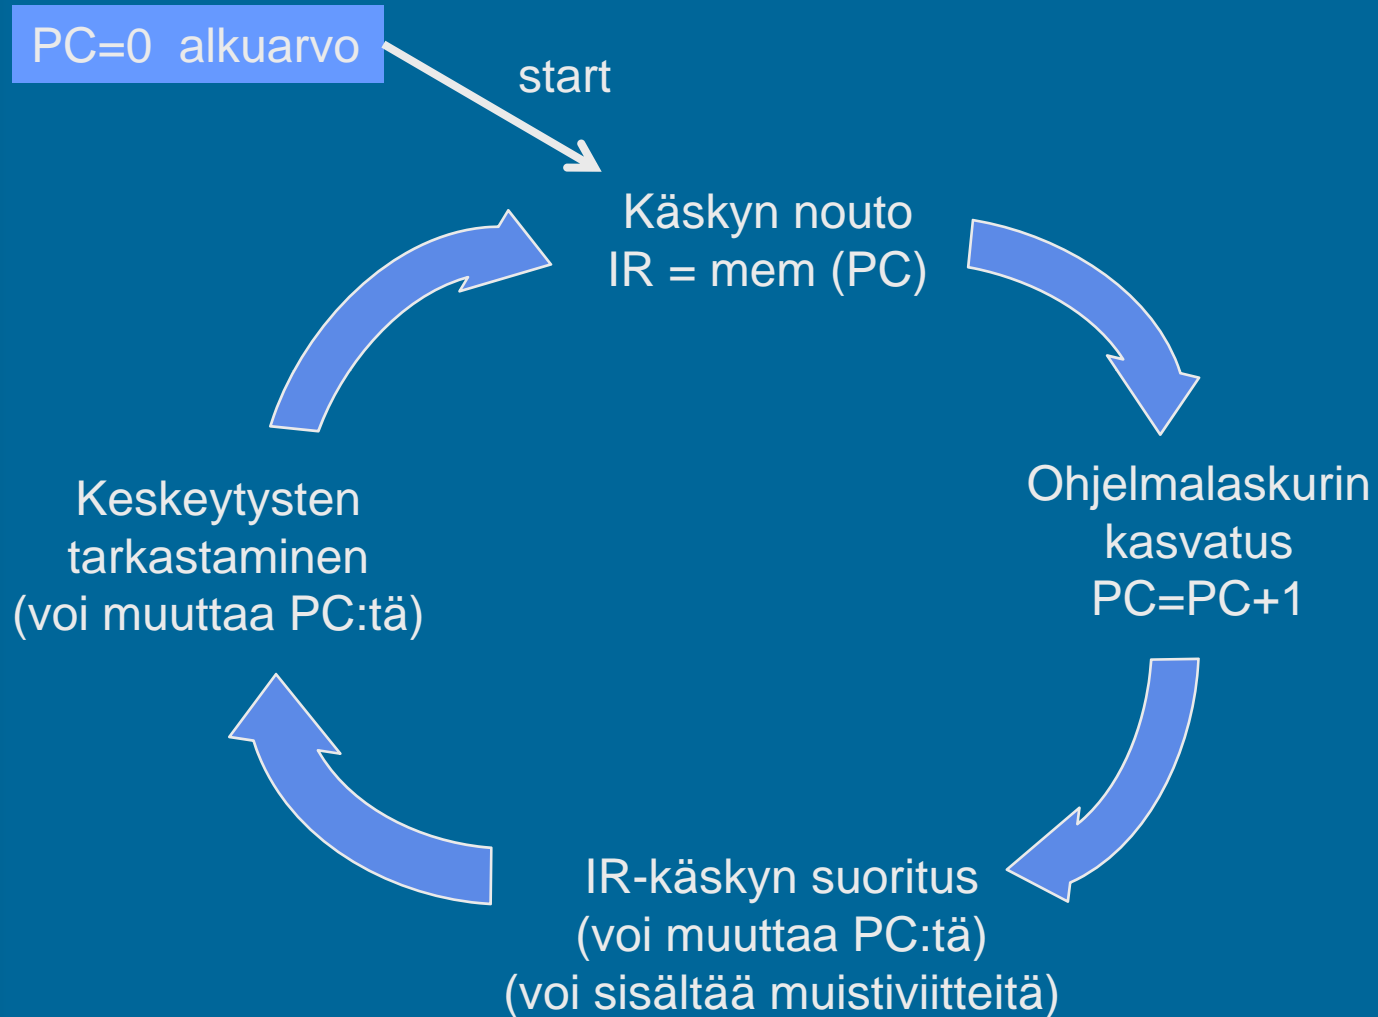 PC=0 alkuarvo
start
Käskyn nouto
IR = mem (PC)
Ohjelmalaskurin
kasvatus
PC=PC+1
IR-käskyn suoritus
(voi muuttaa PC:tä)
(voi sisältää muistiviitteitä)
Keskeytysten
tarkastaminen
(voi muuttaa PC:tä)